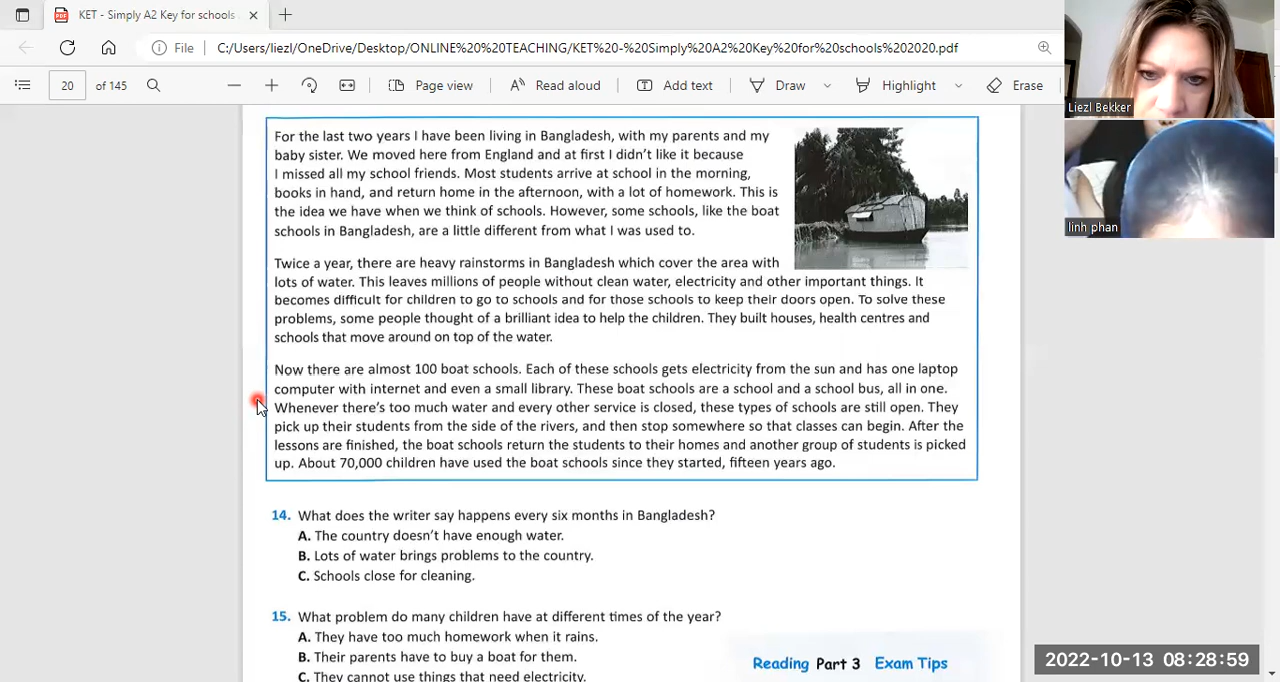 KET - Simply A2 Key for schools
File
C:/Users/liezl/OneDrive/Desktop/ONLINE%20%20TEACHING/KET%20-%20Simply%20A2%20Key%20for%20schools%202020.pdf
20 of 145
Page view
Read aloud
Add text
Draw
Highlight
Erase
Liezl Bekker
linh phan
For the last two years I have been living in Bangladesh, with my parents and my
baby sister. We moved here from England and at first I didn't like it because
I missed all my school friends. Most students arrive at school in the morning,
books in hand, and return home in the afternoon, with a lot of homework. This is
the idea we have when we think of schools. However, some schools, like the boat
schools in Bangladesh, are a little different from what I was used to.
Twice a year, there are heavy rainstorms in Bangladesh which cover the area with
lots of water. This leaves millions of people without clean water, electricity and other important things. It
becomes difficult for children to go to schools and for those schools to keep their doors open. To solve these
problems, some people thought of a brilliant idea to help the children. They built houses, health centres and
schools that move around on top of the water.
Now there are almost 100 boat schools. Each of these schools gets electricity from the sun and has one laptop
computer with internet and even a small library. These boat schools are a school and a school bus, all in one.
Whenever there's too much water and every other service is closed, these types of schools are still open. They
pick up their students from the side of the rivers, and then stop somewhere so that classes can begin. After the
lessons are finished, the boat schools return the students to their homes and another group of students is picked
up. About 70,000 children have used the boat schools since they started, fifteen years ago.
14. What does the writer say happens every six months in Bangladesh?
A. The country doesn't have enough water.
B. Lots of water brings problems to the country.
C. Schools close for cleaning.
15. What problem do many children have at different times of the year?
A. They have too much homework when it rains.
B. Their parents have to buy a boat for them.
C. They cannot use things that need electricity.
Reading Part 3 Exam Tips
2022-10-13 08:28:59